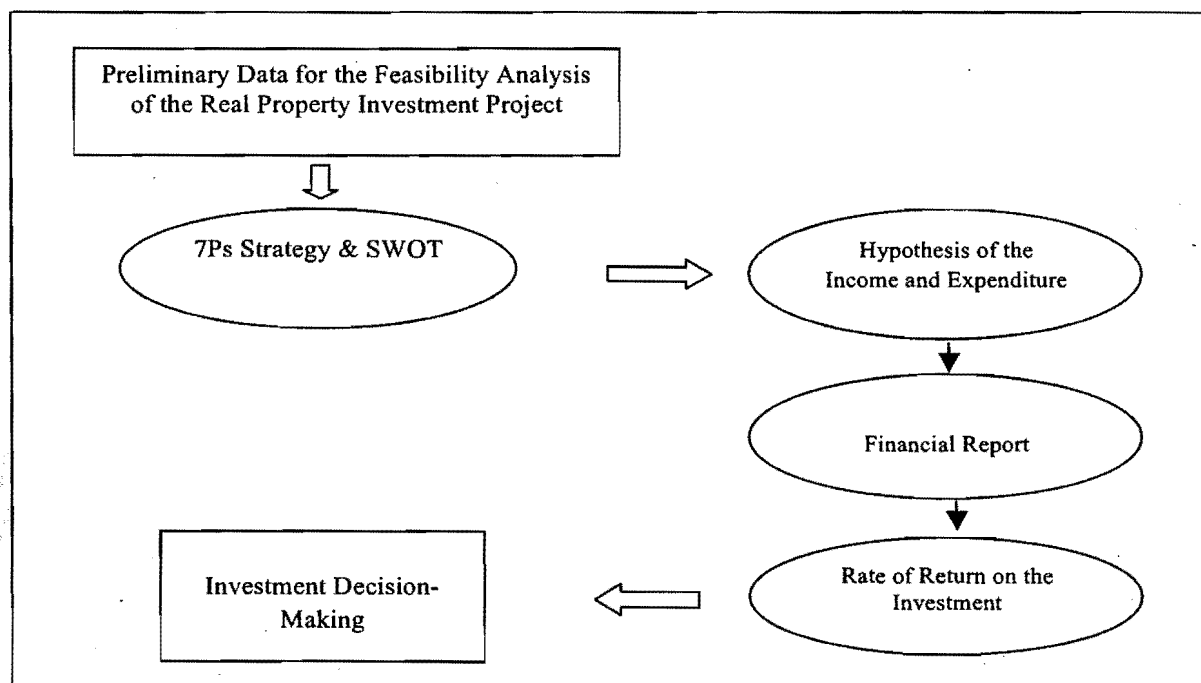 Preliminary Data for the Feasibility Analysis
of the Real Property Investment Project
7Ps Strategy & SWOT
Hypothesis of the
Income and Expenditure
Financial Report
Rate of Return on the
Investment
Investment Decision-
Making